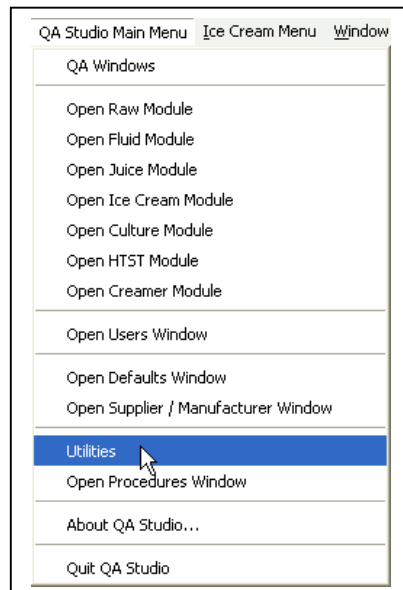 QA Studio Main Menu Ice Cream Menu Window
QA Windows
Open Raw Module
Open Fluid Module
Open Juice Module
Open Ice Cream Module
Open Culture Module
Open HTST Module
Open Creamer Module
Open Users Window
Open Defaults Window
Open Supplier / Manufacturer Window
Utilities
Open Procedures Window
About QA Studio...
Quit QA Studio